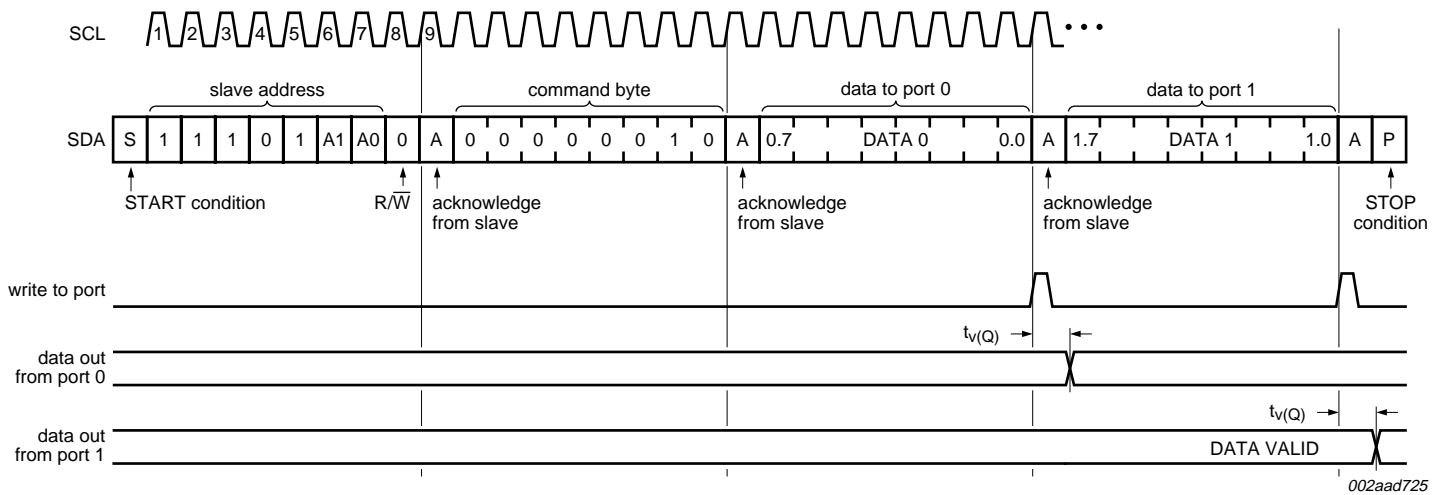 SCL 1 2 3 4 5 6 7 8 9 •••
slave address command byte data to port 0 data to port 1
SDA S 1 1 1 0 1 A1 A0 0 A 0 0 0 0 0 0 1 0 A 0.7 DATA 0 0.0 A 1.7 DATA 1 1.0 A P
START condition R/W̅ acknowledge from slave acknowledge from slave acknowledge from slave STOP condition
write to port
tv(Q)
data out from port 0
tv(Q)
data out from port 1 DATA VALID
002aad725